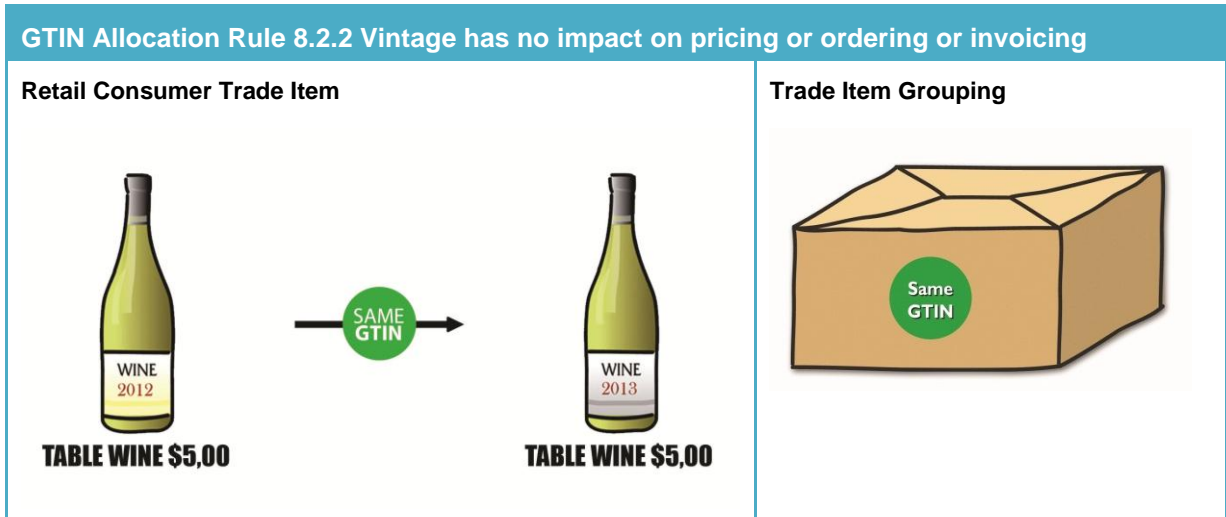 GTIN Allocation Rule 8.2.2 Vintage has no impact on pricing or ordering or invoicing
Retail Consumer Trade Item
WINE
2012
TABLE WINE $5,00
SAME
GTIN
WINE
2013
TABLE WINE $5,00
Trade Item Grouping
Same
GTIN